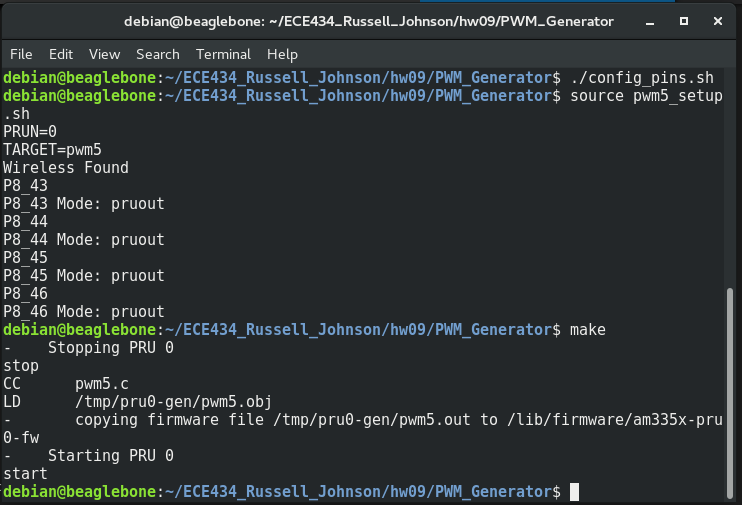 debian@beaglebone: ~/ECE434_Russell_Johnson/hw09/PWM_Generator
File Edit View Search Terminal Help
debian@beaglebone:~/ECE434_Russell_Johnson/hw09/PWM_Generator$ ./config_pins.sh
debian@beaglebone:~/ECE434_Russell_Johnson/hw09/PWM_Generator$ source pwm5_setup
.sh
PRUN=0
TARGET=pwm5
Wireless Found
P8_43
P8_43 Mode: pruout
P8_44
P8_44 Mode: pruout
P8_45
P8_45 Mode: pruout
P8_46
P8_46 Mode: pruout
debian@beaglebone:~/ECE434_Russell_Johnson/hw09/PWM_Generator$ make
-    Stopping PRU 0
stop
CC      pwm5.c
LD      /tmp/pru0-gen/pwm5.obj
-       copying firmware file /tmp/pru0-gen/pwm5.out to /lib/firmware/am335x-pru
0-fw
-    Starting PRU 0
start
debian@beaglebone:~/ECE434_Russell_Johnson/hw09/PWM_Generator$